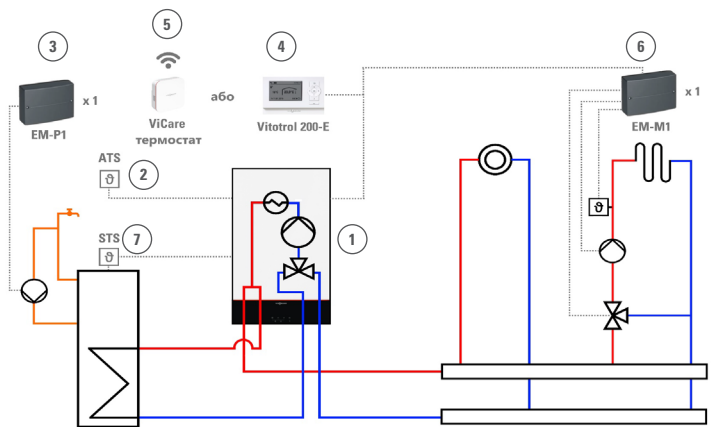 3
5
4
6
x 1
EM-P1
ViCare
термостат
або
Vitotrol 200-E
x 1
EM-M1
ATS
ϑ
2
STS
7
ϑ
1
ϑ